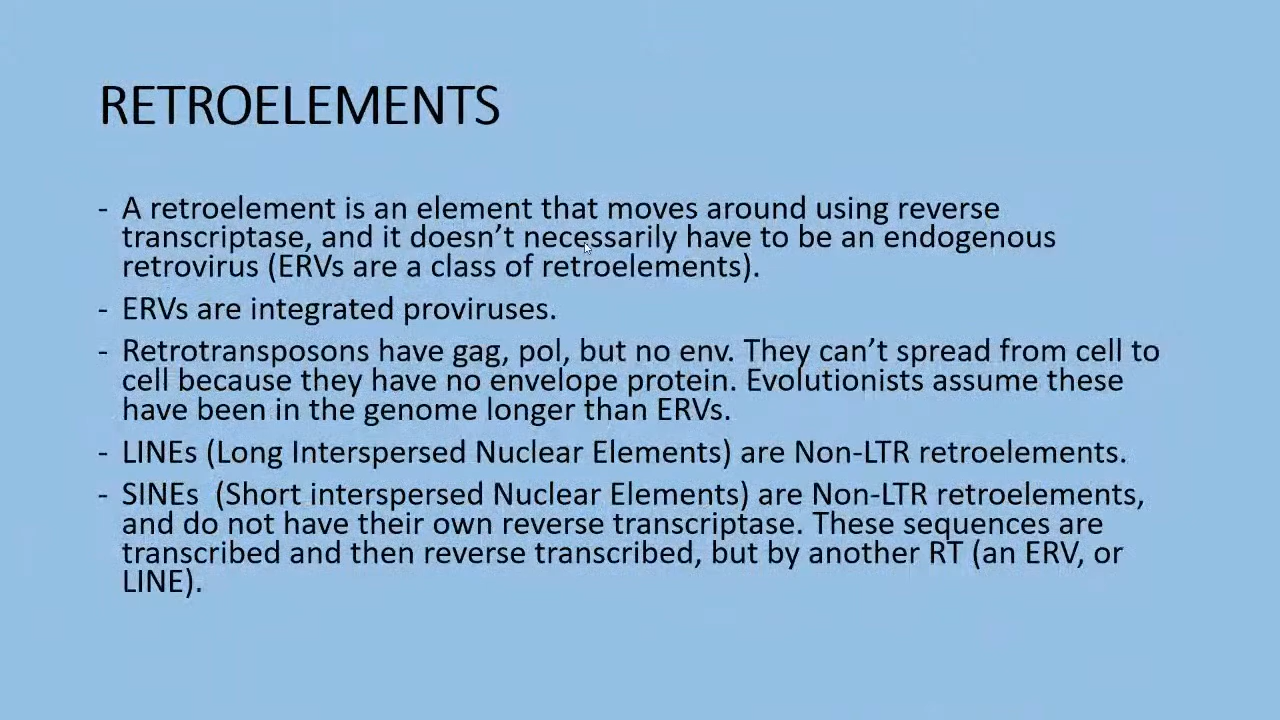 RETROELEMENTS
- A retroelement is an element that moves around using reverse
transcriptase, and it doesn’t necessarily have to be an endogenous
retrovirus (ERVs are a class of retroelements).
- ERVs are integrated proviruses.
- Retrotransposons have gag, pol, but no env. They can’t spread from cell to
cell because they have no envelope protein. Evolutionists assume these
have been in the genome longer than ERVs.
- LINEs (Long Interspersed Nuclear Elements) are Non-LTR retroelements.
- SINEs  (Short interspersed Nuclear Elements) are Non-LTR retroelements,
and do not have their own reverse transcriptase. These sequences are
transcribed and then reverse transcribed, but by another RT (an ERV, or
LINE).